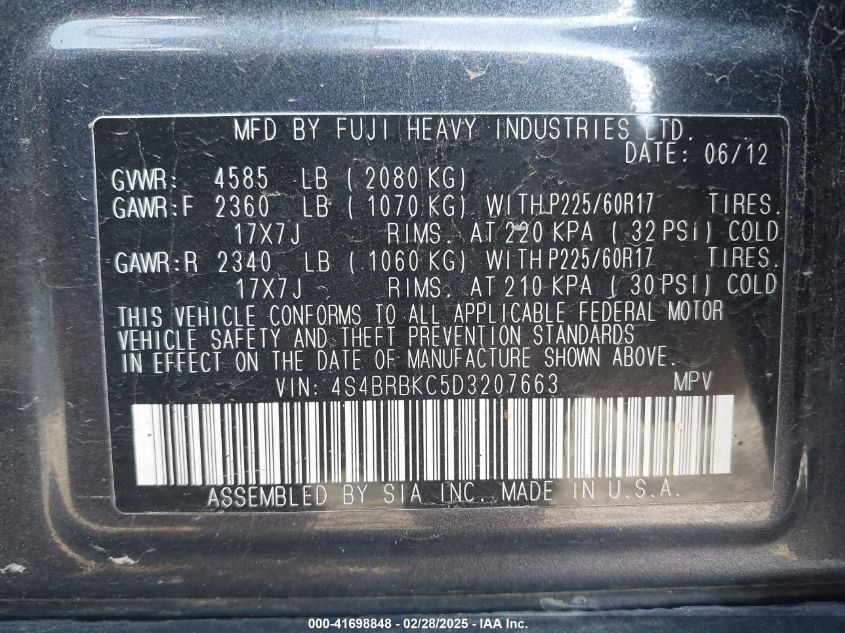 MFD BY FUJI HEAVY INDUSTRIES LTD.
DATE: 06/12
GVWR: 4585 LB ( 2080 KG)
GAWR:F 2360 LB ( 1070 KG) WITH P225/60R17 TIRES.
17X7J RIMS. AT 220 KPA ( 32 PSI) COLD
GAWR:R 2340 LB ( 1060 KG) WITH P225/60R17 TIRES.
17X7J RIMS. AT 210 KPA ( 30 PSI) COLD
THIS VEHICLE CONFORMS TO ALL APPLICABLE FEDERAL MOTOR
VEHICLE SAFETY AND THEFT PREVENTION STANDARDS
IN EFFECT ON THE DATE OF MANUFACTURE SHOWN ABOVE.
VIN: 4S4BRBKC5D3207663 MPV
ASSEMBLED BY SIA INC. MADE IN U.S.A.
000-41698848 - 02/28/2025 - IAA Inc.